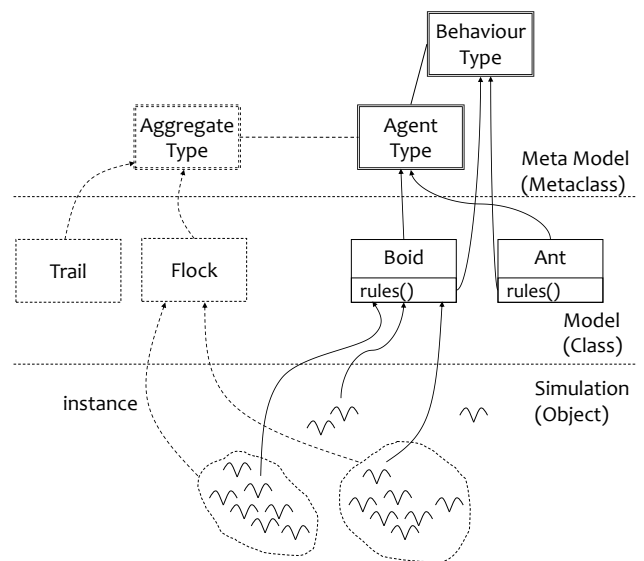 Behaviour
Type
Aggregate
Type
Agent
Type
Meta Model
(Metaclass)
Trail
Flock
Boid
rules()
Ant
rules()
Model
(Class)
instance
Simulation
(Object)